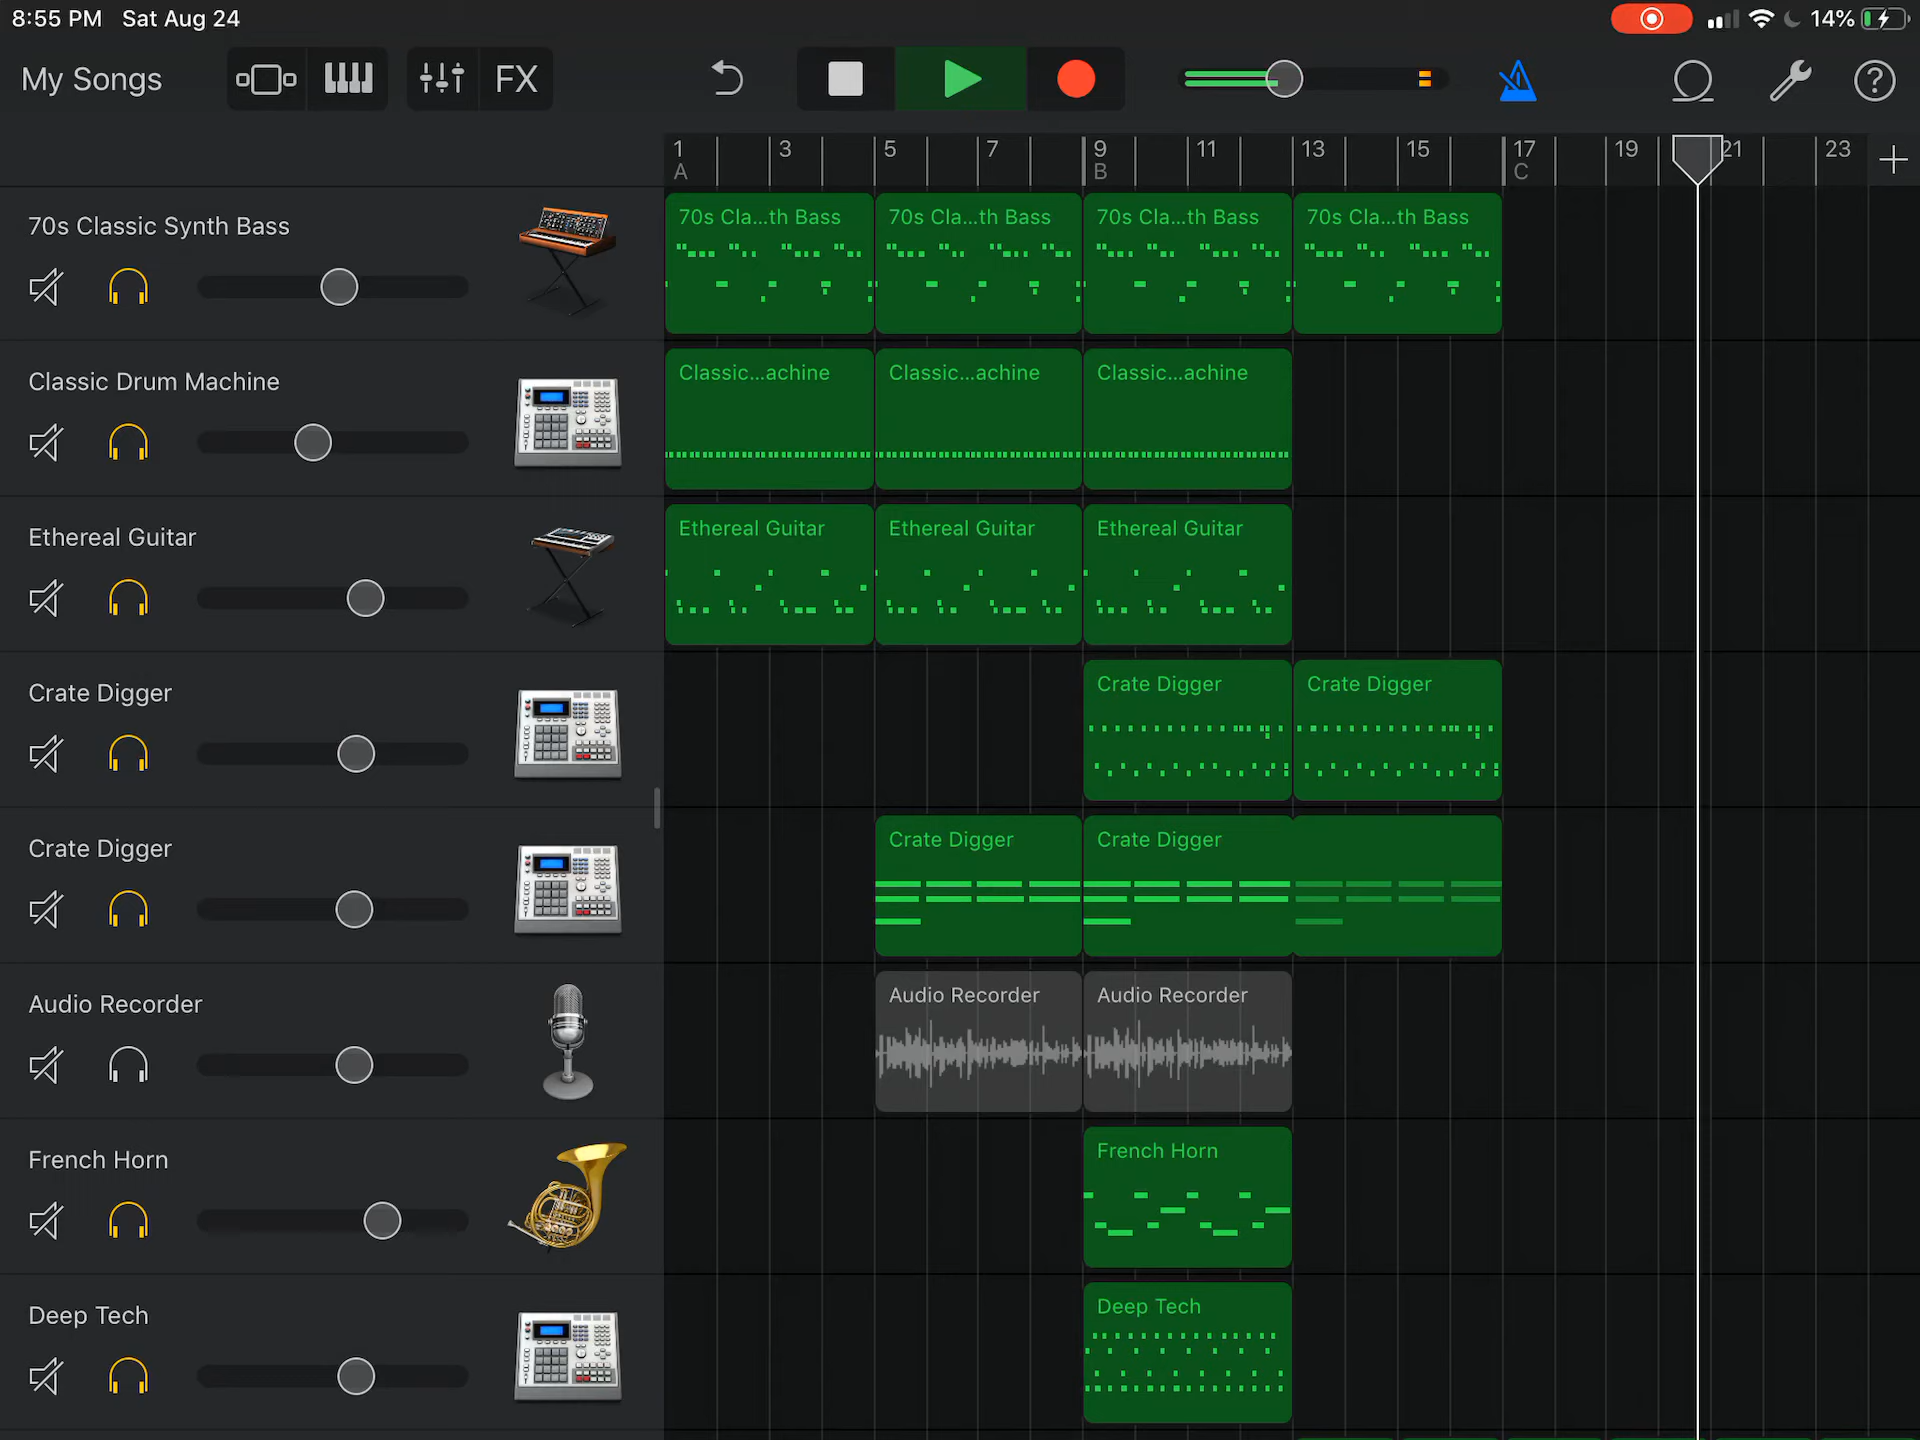 8:55 PM Sat Aug 24 14%
My Songs FX
1 3 5 7 9 11 13 15 17 19 21 23
A B C
70s Classic Synth Bass
70s Cla...th Bass 70s Cla...th Bass 70s Cla...th Bass 70s Cla...th Bass
Classic Drum Machine
Classic...achine Classic...achine Classic...achine
Ethereal Guitar
Ethereal Guitar Ethereal Guitar Ethereal Guitar
Crate Digger
Crate Digger Crate Digger
Crate Digger
Crate Digger Crate Digger
Audio Recorder
Audio Recorder Audio Recorder
French Horn
French Horn
Deep Tech
Deep Tech